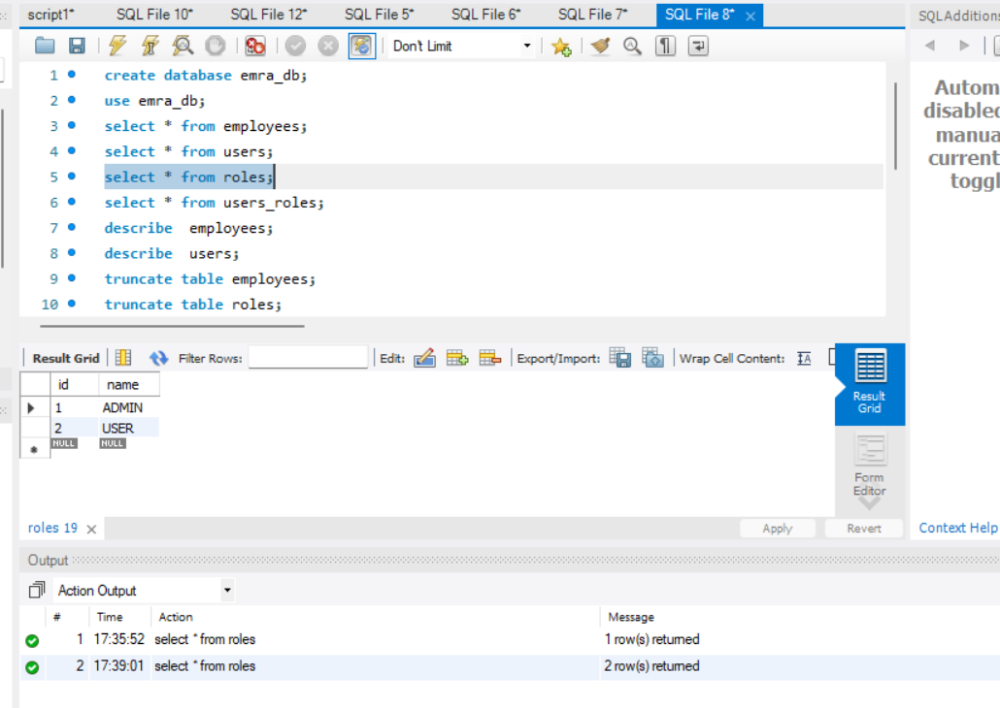 script1* SQL File 10* SQL File 12* SQL File 5* SQL File 6* SQL File 7* SQL File 8* × SQLAdditions
Don't Limit
1 create database emra_db;
2 use emra_db;
3 select * from employees;
4 select * from users;
5 select * from roles;
6 select * from users_roles;
7 describe  employees;
8 describe  users;
9 truncate table employees;
10 truncate table roles;
Autom
disabled
manua
current
toggl
Result Grid Filter Rows: Edit: Export/Import: Wrap Cell Content: IA
id name
1 ADMIN
2 USER
NULL NULL
Result
Grid
Form
Editor
roles 19 × Apply Revert Context Help
Output
Action Output
# Time Action Message
1 17:35:52 select * from roles 1 row(s) returned
2 17:39:01 select * from roles 2 row(s) returned